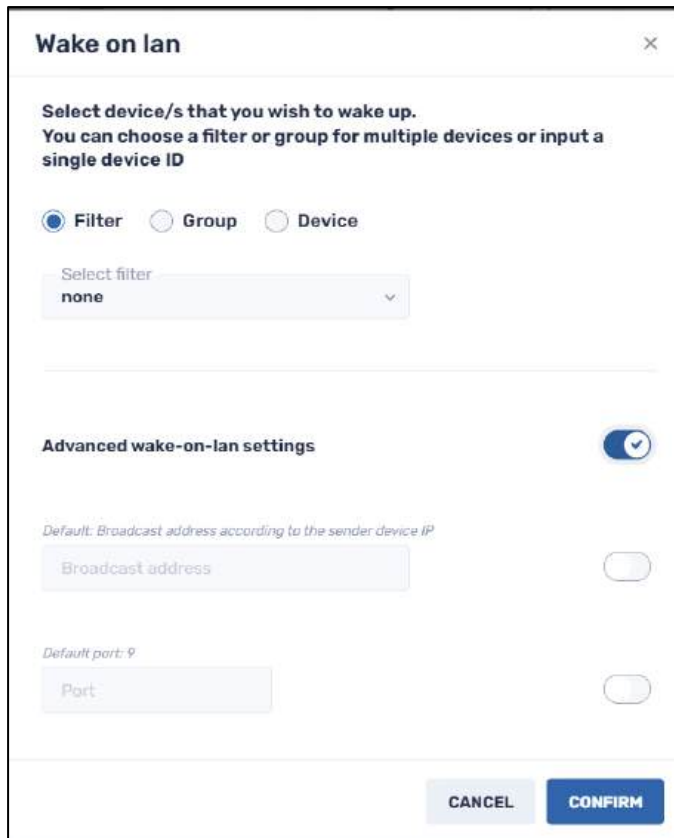 Wake on lan
Select device/s that you wish to wake up.
You can choose a filter or group for multiple devices or input a
single device ID
Filter Group Device
Select filter
none
Advanced wake-on-lan settings
Default: Broadcast address according to the sender device IP
Broadcast address
Default port: 9
Port
CANCEL CONFIRM